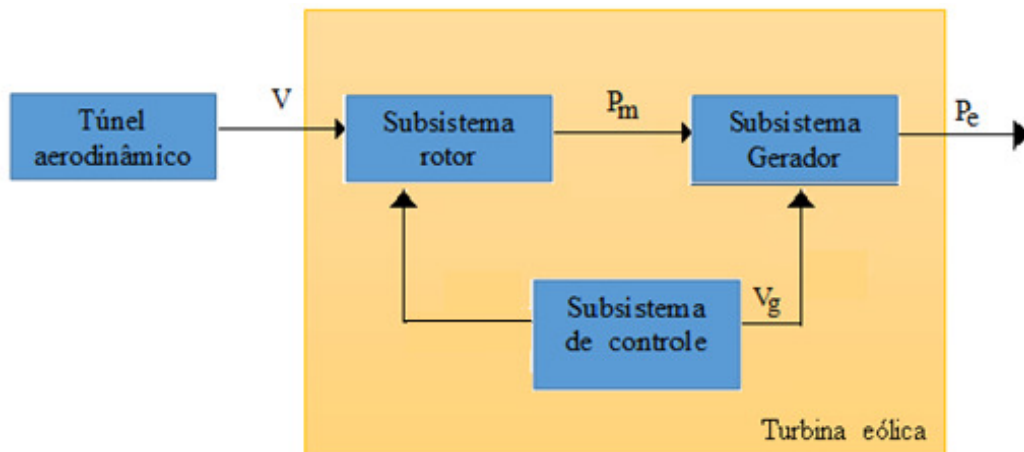 V
Túnel
aerodinâmico
Subsistema
rotor
Pm
Subsistema
Gerador
Pe
Subsistema
de controle
Vg
Turbina eólica